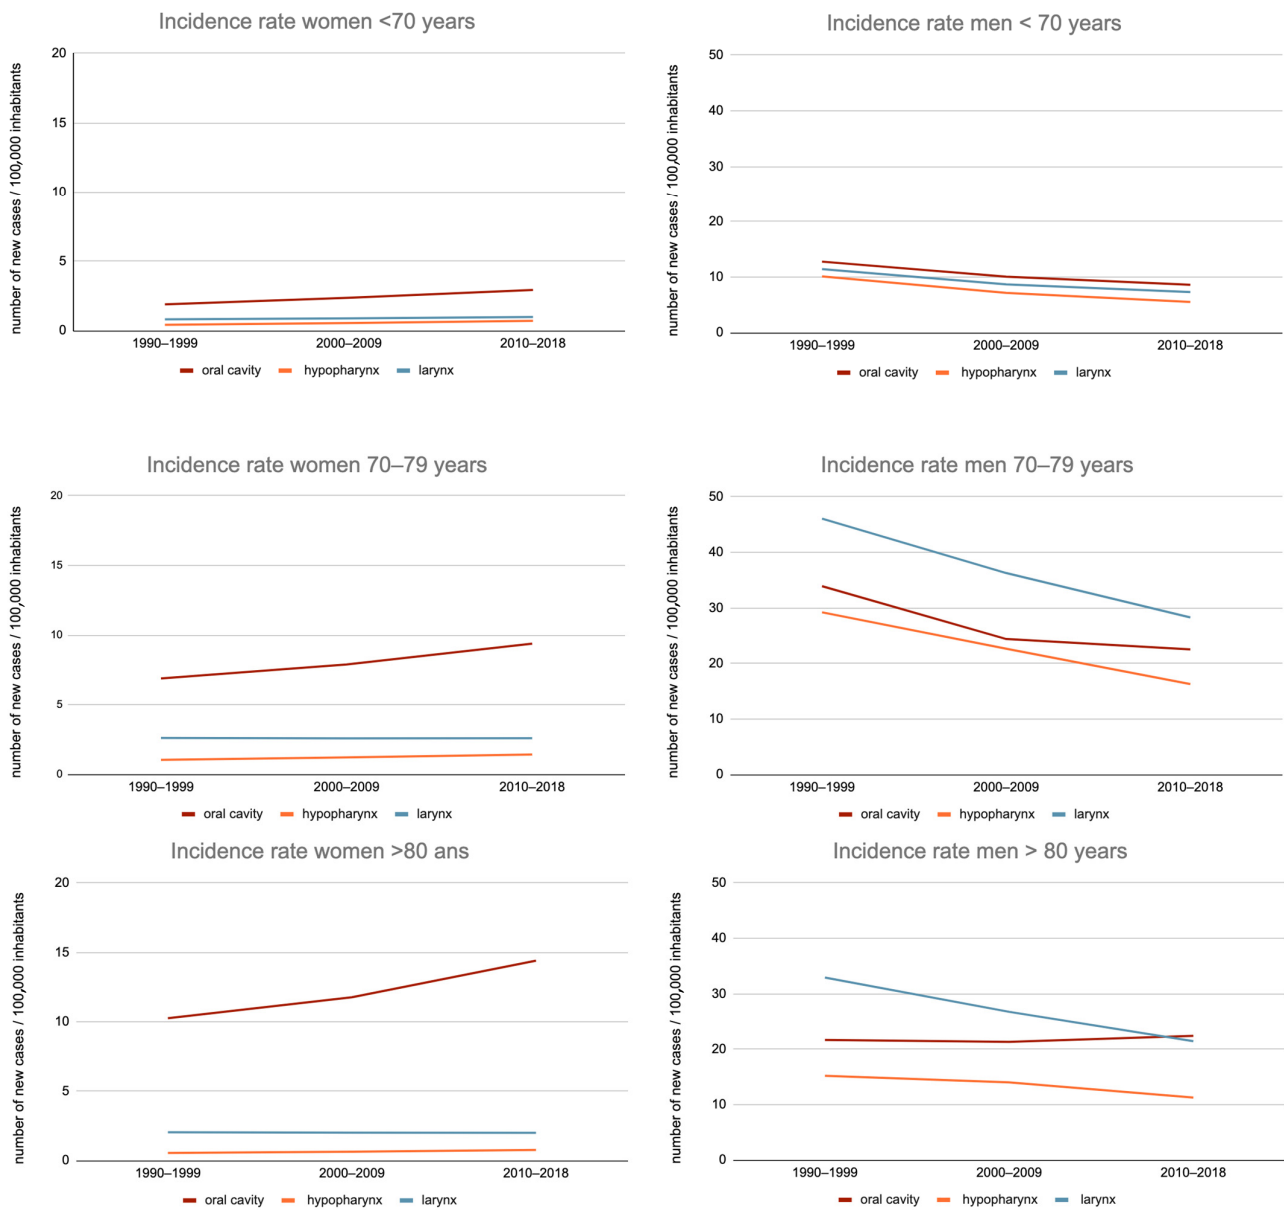 Incidence rate women <70 years
number of new cases / 100,000 inhabitants
20
15
10
5
0
1990–1999 2000–2009 2010–2018
oral cavity hypopharynx larynx
Incidence rate men < 70 years
number of new cases / 100,000 inhabitants
50
40
30
20
10
0
1990–1999 2000–2009 2010–2018
oral cavity hypopharynx larynx
Incidence rate women 70–79 years
number of new cases / 100,000 inhabitants
20
15
10
5
0
1990–1999 2000–2009 2010–2018
oral cavity hypopharynx larynx
Incidence rate men 70–79 years
number of new cases / 100,000 inhabitants
50
40
30
20
10
0
1990–1999 2000–2009 2010–2018
oral cavity hypopharynx larynx
Incidence rate women >80 ans
number of new cases / 100,000 inhabitants
20
15
10
5
0
1990–1999 2000–2009 2010–2018
oral cavity hypopharynx larynx
Incidence rate men > 80 years
number of new cases / 100,000 inhabitants
50
40
30
20
10
0
1990–1999 2000–2009 2010–2018
oral cavity hypopharynx larynx